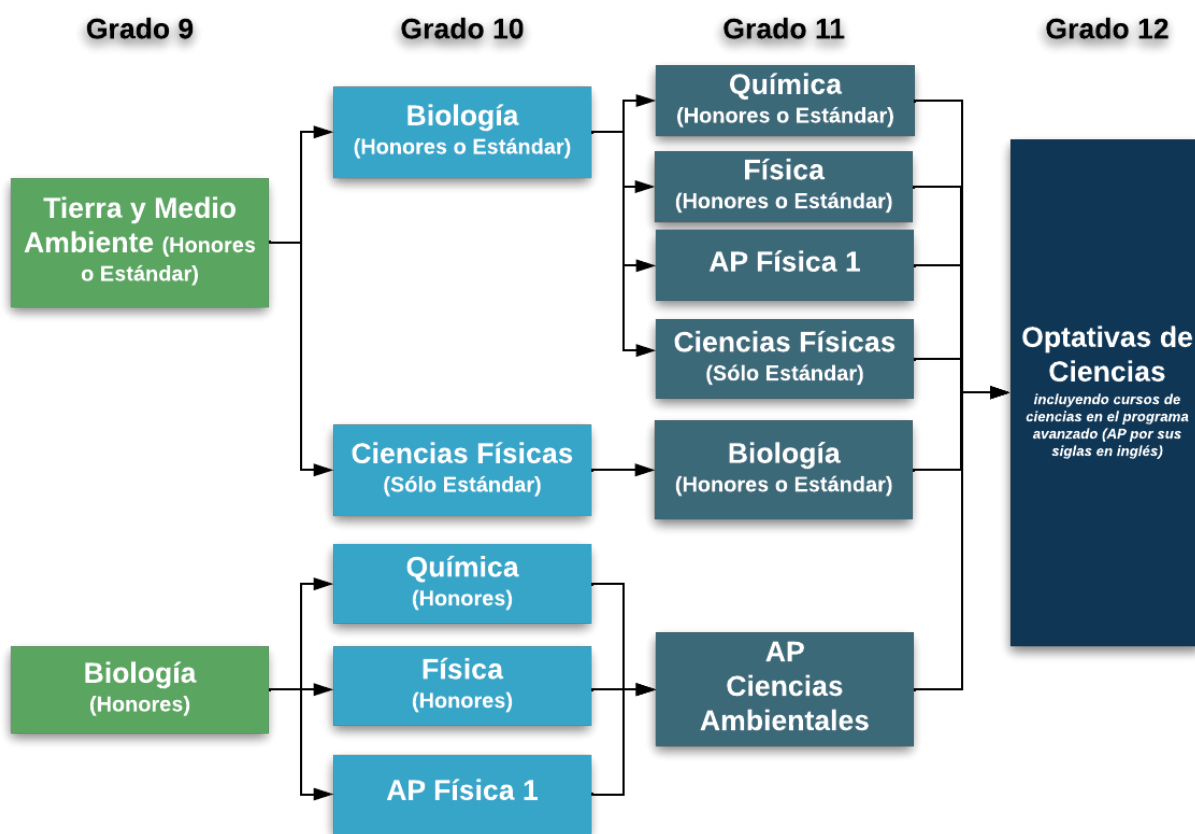 Grado 9
Grado 10
Grado 11
Grado 12
Tierra y Medio
Ambiente (Honores
o Estándar)
Biología
(Honores o Estándar)
Química
(Honores o Estándar)
Física
(Honores o Estándar)
AP Física 1
Ciencias Físicas
(Sólo Estándar)
Ciencias Físicas
(Sólo Estándar)
Biología
(Honores o Estándar)
Biología
(Honores)
Química
(Honores)
Física
(Honores)
AP Física 1
AP
Ciencias
Ambientales
Optativas de
Ciencias
incluyendo cursos de
ciencias en el programa
avanzado (AP por sus
siglas en inglés)